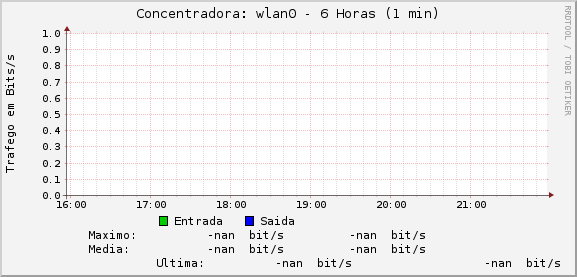 Concentradora: wlan0 - 6 Horas (1 min)
RRDTOOL / TOBI OETIKER
Trafego em Bits/s
1.0
0.9
0.8
0.7
0.6
0.5
0.4
0.3
0.2
0.1
0.0
16:00 17:00 18:00 19:00 20:00 21:00
Entrada Saida
Maximo: -nan bit/s -nan bit/s
Media: -nan bit/s -nan bit/s
Ultima: -nan bit/s -nan bit/s